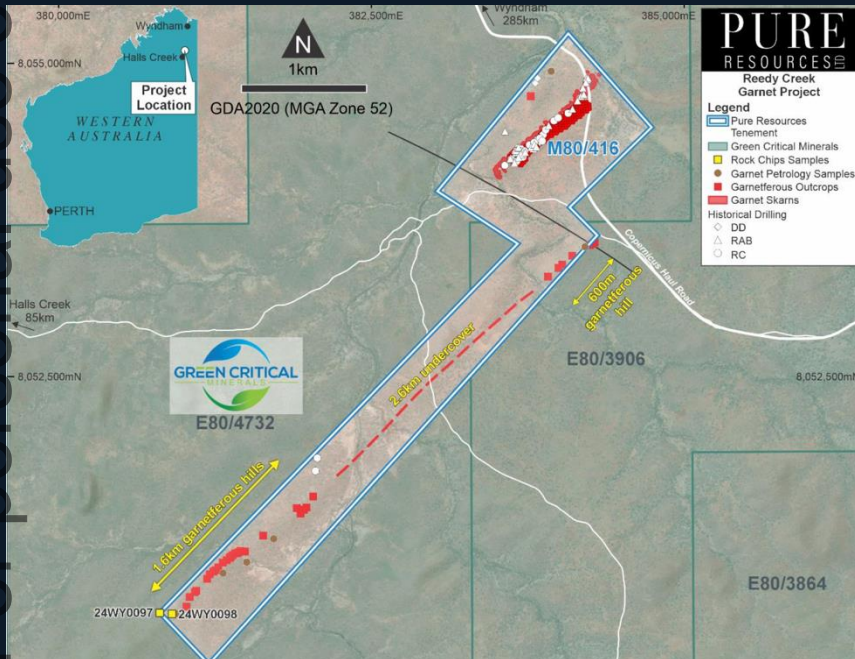 380,000mE
382,500mE
385,000mE
Wyndham
285km
Wyndham
Halls Creek
Project
Location
WESTERN
AUSTRALIA
PERTH
N
1km
GDA2020 (MGA Zone 52)
8,055,000mN
PURE
RESOURCES LTD
Reedy Creek
Garnet Project
Legend
Pure Resources
Tenement
Green Critical Minerals
Rock Chips Samples
Garnet Petrology Samples
Garnetferous Outcrops
Garnet Skarns
Historical Drilling
DD
RAB
RC
M80/416
Copernicus Haul Road
600m
garnetferous
hill
Halls Creek
85km
2.6km undercover
E80/3906
8,052,500mN
8,052,500mN
GREEN CRITICAL
MINERALS
E80/4732
1.6km garnetferous hills
E80/3864
24WY0097
24WY0098